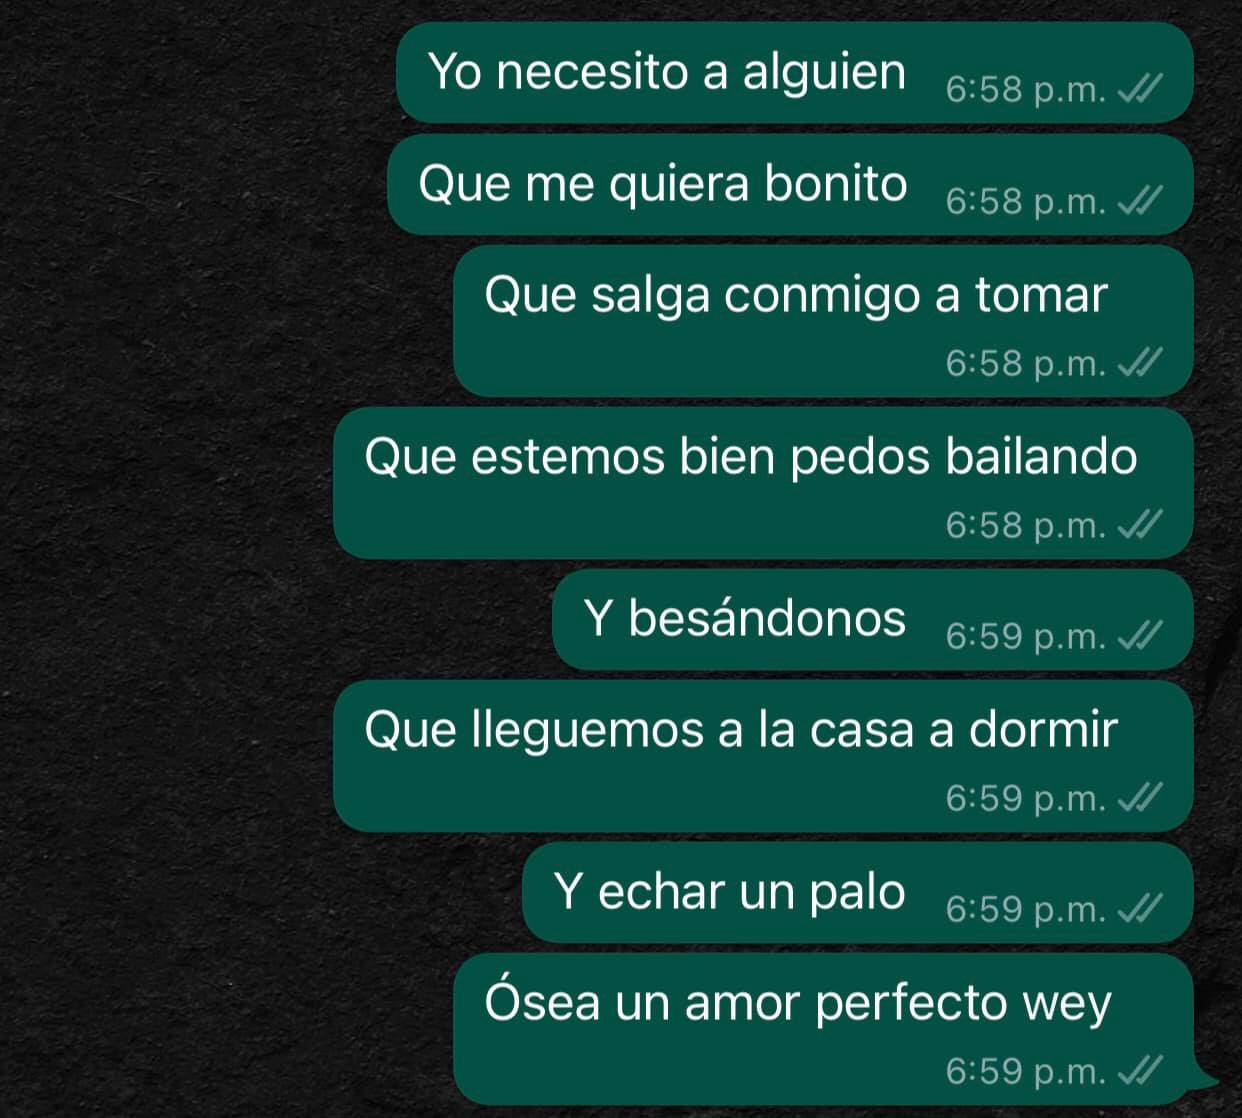 Yo necesito a alguien 6:58 p.m.
Que me quiera bonito 6:58 p.m.
Que salga conmigo a tomar
6:58 p.m.
Que estemos bien pedos bailando
6:58 p.m.
Y besándonos 6:59 p.m.
Que lleguemos a la casa a dormir
6:59 p.m.
Y echar un palo 6:59 p.m.
Ósea un amor perfecto wey
6:59 p.m.